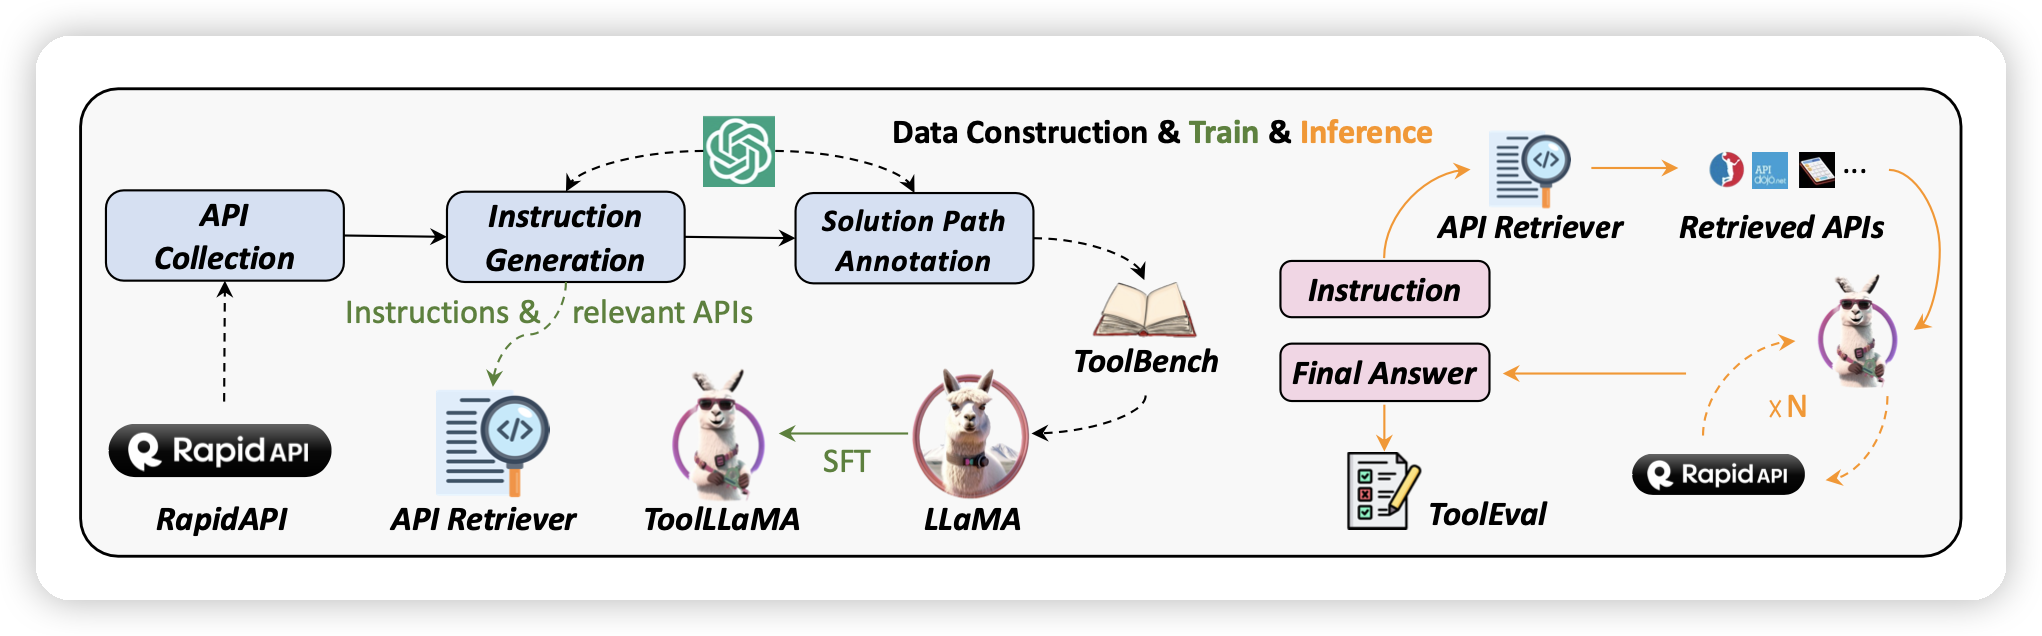 Data Construction & Train & Inference
API
Collection
Instruction
Generation
Solution Path
Annotation
Instructions & relevant APIs
RapidAPI
RapidAPI
API Retriever
ToolLLaMA
SFT
LLaMA
ToolBench
API Retriever
API
dojo.net
...
Retrieved APIs
Instruction
Final Answer
x N
RapidAPI
ToolEval